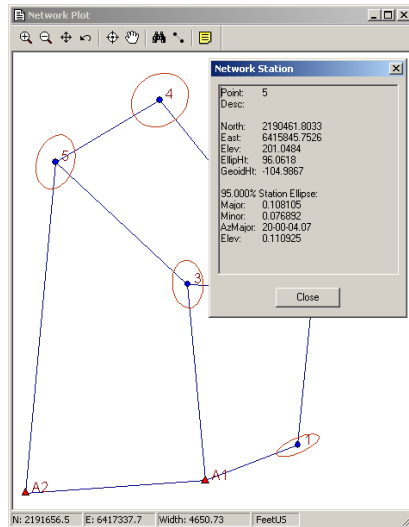 Network Plot
Network Station
Point: 5
Desc:
North: 2190461.8033
East: 6415845.7526
Elev: 201.0484
EllipHt: 96.0618
GeoidHt: -104.9867
95.000% Station Ellipse:
Major: 0.108105
Minor: 0.076892
AzMajor: 20-00-04.07
Elev: 0.110925
Close
4
5
3
1
A1
A2
N: 2191656.5 E: 6417337.7 Width: 4650.73 FeetUS